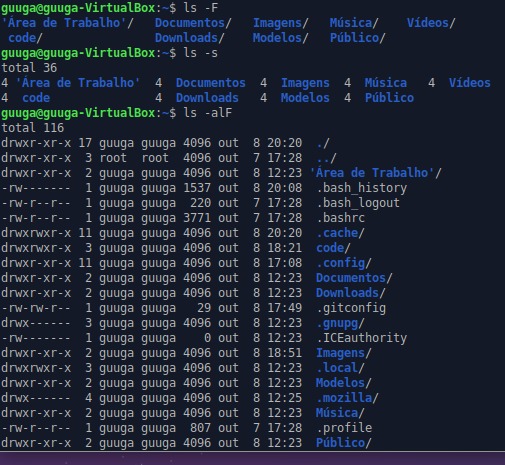 guuga@guuga-VirtualBox:~$ ls -F
'Área de Trabalho'/   Documentos/   Imagens/   Música/    Vídeos/
 code/                Downloads/    Modelos/   Público/
guuga@guuga-VirtualBox:~$ ls -s
total 36
4 'Área de Trabalho'  4  Documentos  4  Imagens  4  Música   4  Vídeos
4  code               4  Downloads   4  Modelos  4  Público
guuga@guuga-VirtualBox:~$ ls -alF
total 116
drwxr-xr-x 17 guuga guuga 4096 out  8 20:20  ./
drwxr-xr-x  3 root  root  4096 out  7 17:28  ../
drwxr-xr-x  2 guuga guuga 4096 out  8 12:23 'Área de Trabalho'/
-rw-------  1 guuga guuga 1537 out  8 20:08  .bash_history
-rw-r--r--  1 guuga guuga  220 out  7 17:28  .bash_logout
-rw-r--r--  1 guuga guuga 3771 out  7 17:28  .bashrc
drwxrwxr-x 11 guuga guuga 4096 out  8 20:20  .cache/
drwxrwxr-x  3 guuga guuga 4096 out  8 18:21  code/
drwxr-xr-x 11 guuga guuga 4096 out  8 17:08  .config/
drwxr-xr-x  2 guuga guuga 4096 out  8 12:23  Documentos/
drwxr-xr-x  2 guuga guuga 4096 out  8 12:23  Downloads/
-rw-rw-r--  1 guuga guuga   29 out  8 17:49  .gitconfig
drwx------  3 guuga guuga 4096 out  8 12:23  .gnupg/
-rw-------  1 guuga guuga    0 out  8 12:23  .ICEauthority
drwxr-xr-x  2 guuga guuga 4096 out  8 18:51  Imagens/
drwxrwxr-x  3 guuga guuga 4096 out  8 12:23  .local/
drwxr-xr-x  2 guuga guuga 4096 out  8 12:23  Modelos/
drwx------  4 guuga guuga 4096 out  8 12:25  .mozilla/
drwxr-xr-x  2 guuga guuga 4096 out  8 12:23  Música/
-rw-r--r--  1 guuga guuga  807 out  7 17:28  .profile
drwxr-xr-x  2 guuga guuga 4096 out  8 12:23  Público/